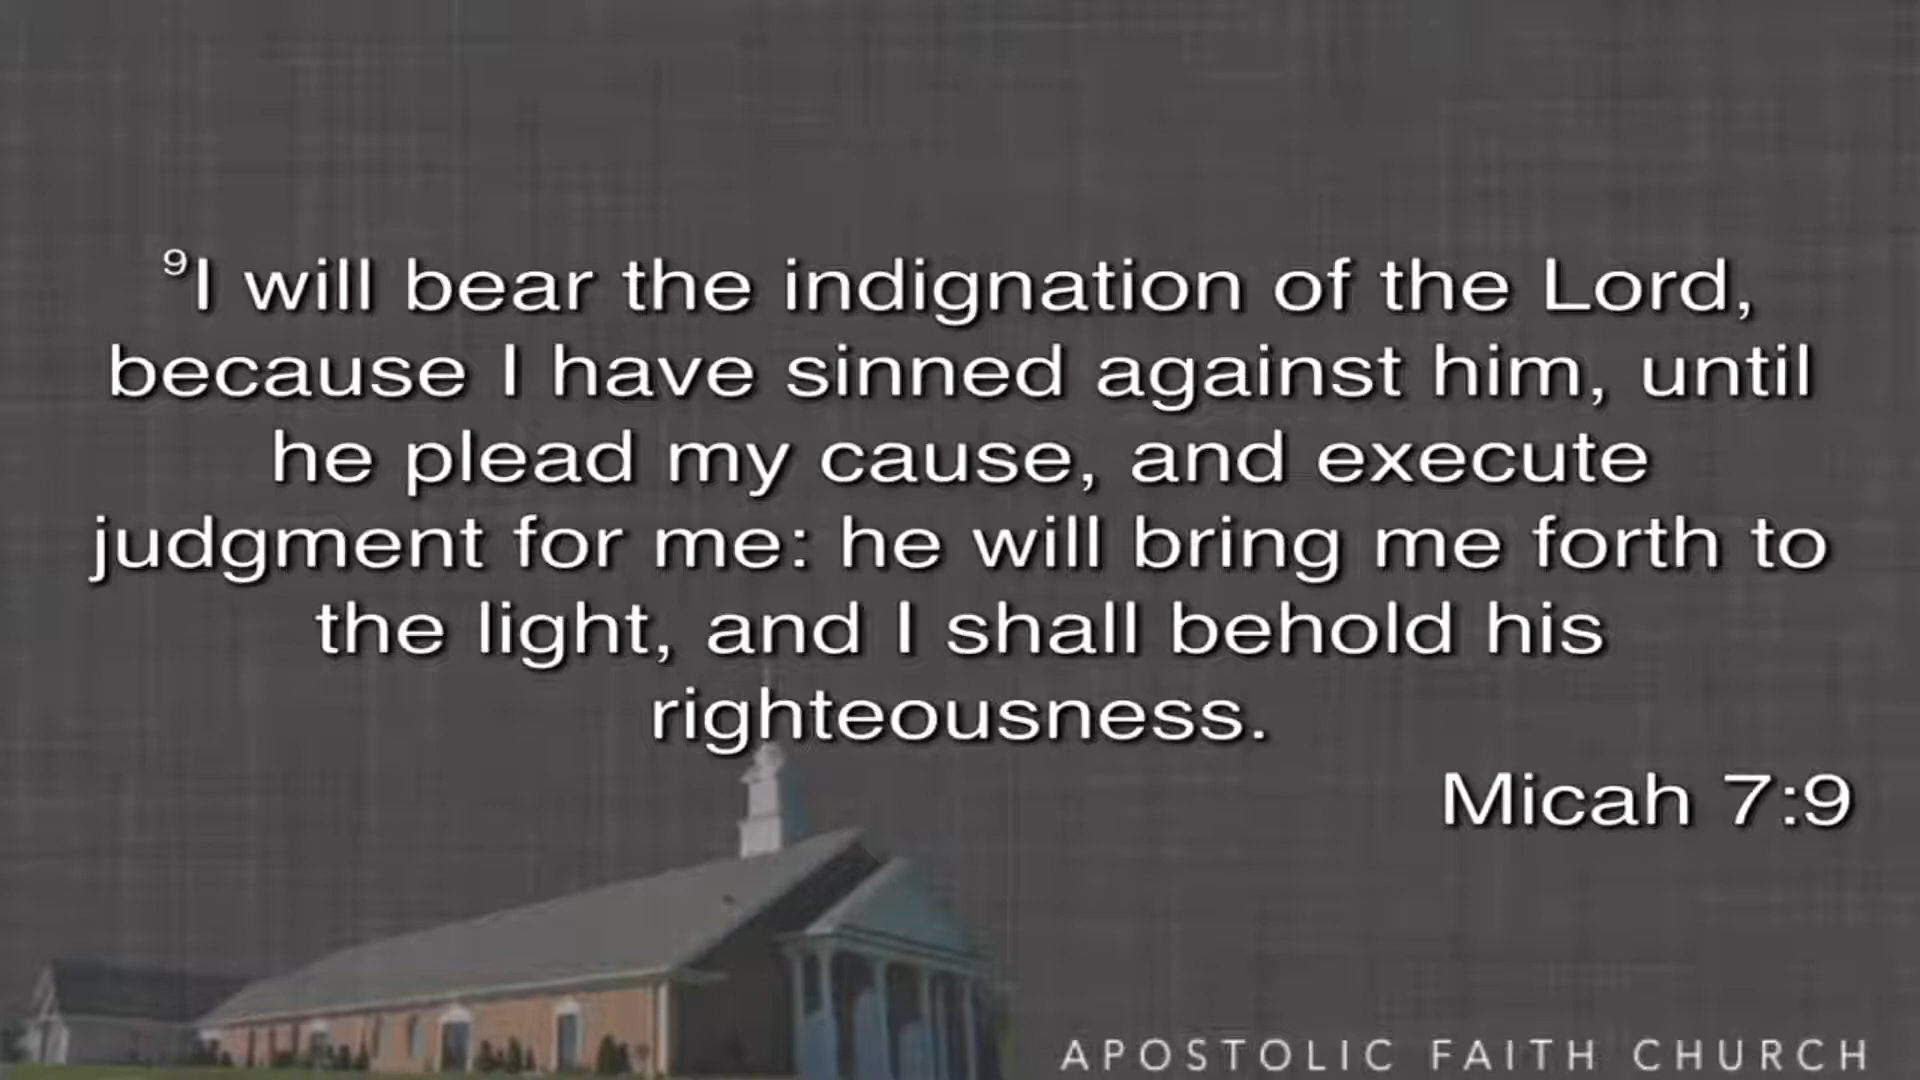 ⁹I will bear the indignation of the Lord,
because I have sinned against him, until
he plead my cause, and execute
judgment for me: he will bring me forth to
the light, and I shall behold his
righteousness.
Micah 7:9
APOSTOLIC FAITH CHURCH